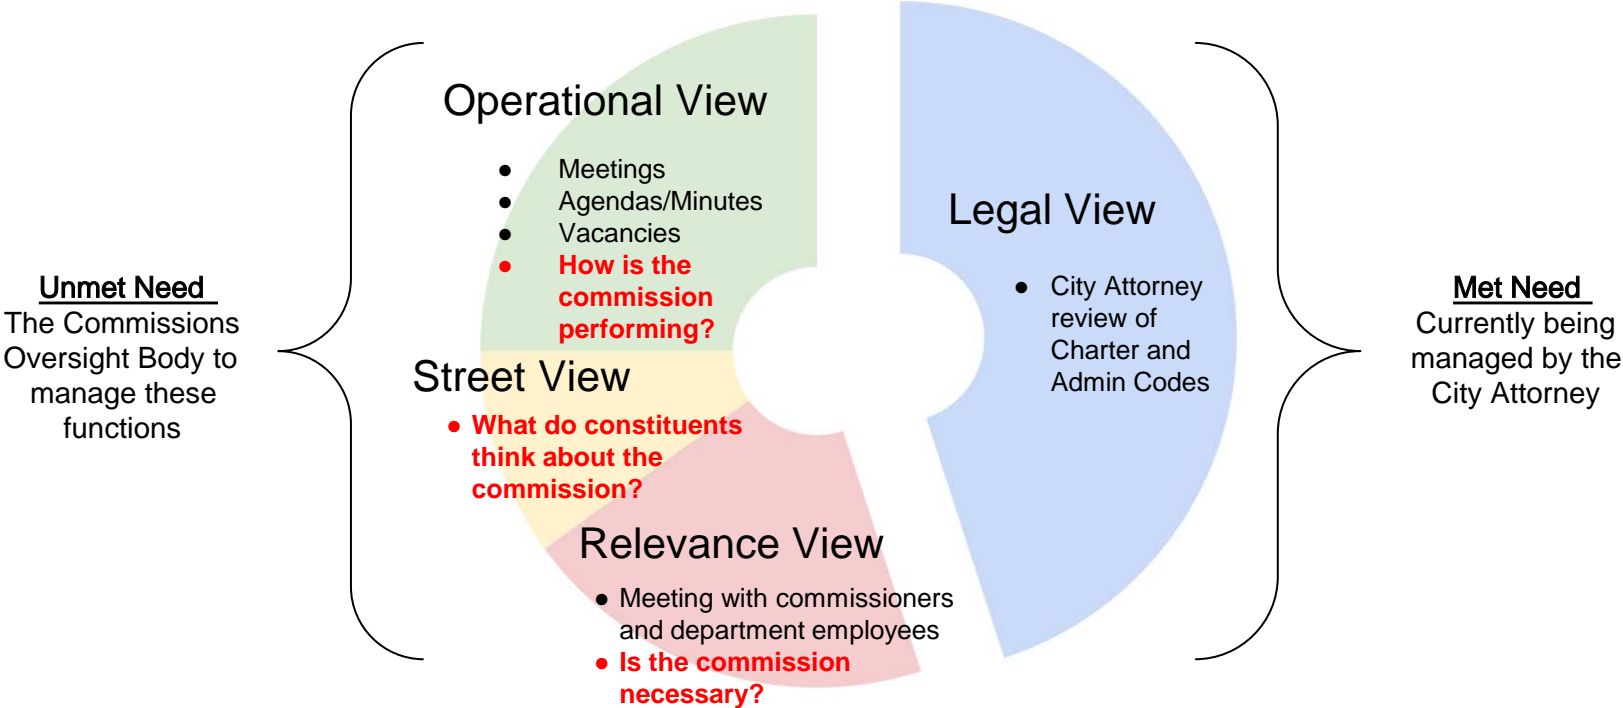 Unmet Need
The Commissions
Oversight Body to
manage these
functions
Operational View
● Meetings
● Agendas/Minutes
● Vacancies
● How is the
commission
performing?
Street View
● What do constituents
think about the
commission?
Relevance View
● Meeting with commissioners
and department employees
● Is the commission
necessary?
Legal View
● City Attorney
review of
Charter and
Admin Codes
Met Need
Currently being
managed by the
City Attorney